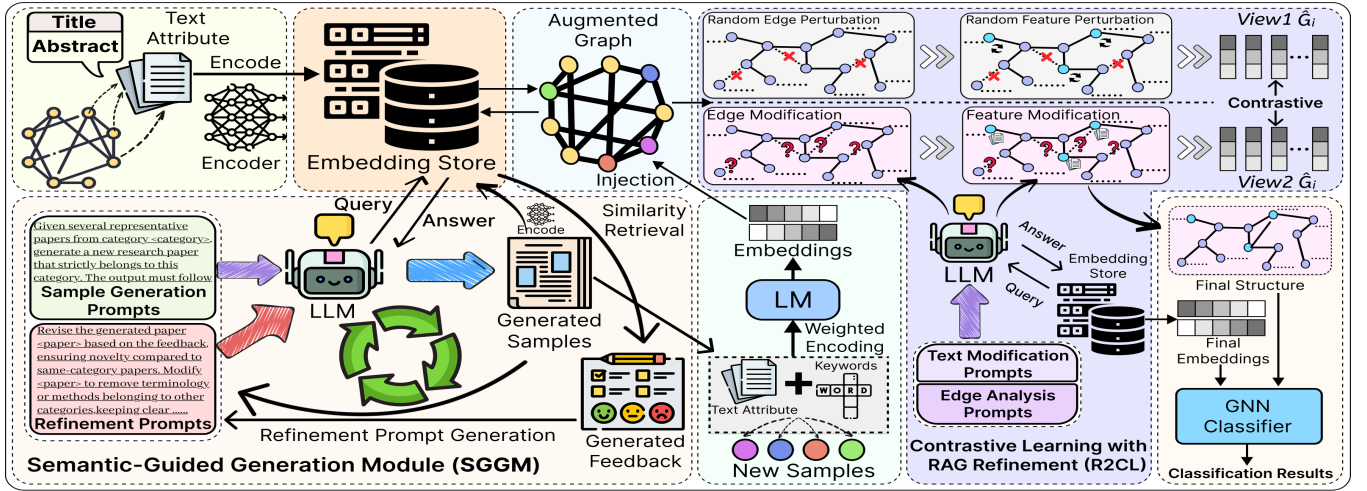 Title
Abstract
Text
Attribute
Encode
Encoder
Embedding Store
Augmented
Graph
Injection
Random Edge Perturbation
Random Feature Perturbation
View1 Ĝᵢ
Contrastive
Edge Modification
Feature Modification
View2 Ĝᵢ
Given several representative
papers from category <category>,
generate a new research paper
that strictly belongs to this
category. The output must follow
Sample Generation
Prompts
Revise the generated paper
<paper> based on the feedback,
ensuring novelty compared to
same-category papers. Modify
<paper> to remove terminology
or methods belonging to other
categories,keeping clear ......
Refinement Prompts
Query
Answer
LLM
Encode
Generated
Samples
Similarity
Retrieval
Refinement Prompt Generation
Generated
Feedback
Semantic-Guided Generation Module (SGGM)
Embeddings
LM
Weighted
Encoding
Keywords
WORD
Text Attribute
New Samples
LLM
Answer
Query
Embedding
Store
Text Modification
Prompts
Edge Analysis
Prompts
Contrastive Learning with
RAG Refinement (R2CL)
Final Structure
Final
Embeddings
GNN
Classifier
Classification Results